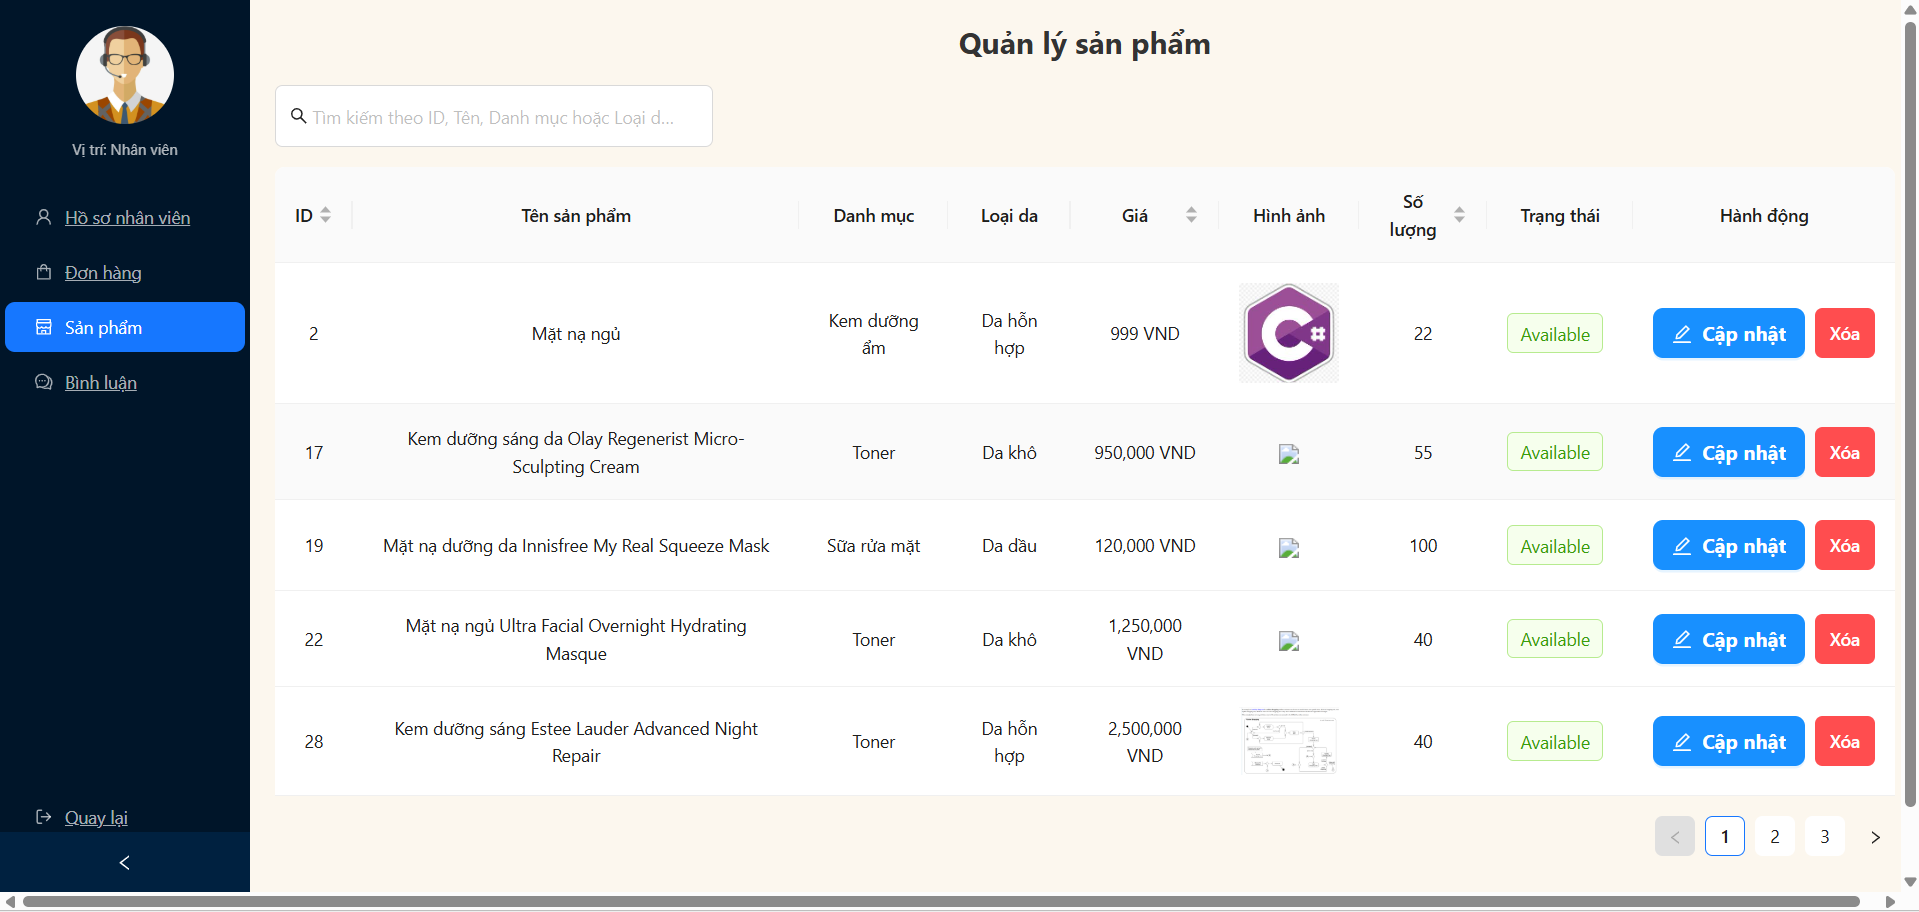 Vị trí: Nhân viên
Hồ sơ nhân viên
Đơn hàng
Sản phẩm
Bình luận
Quay lại
Quản lý sản phẩm
Tìm kiếm theo ID, Tên, Danh mục hoặc Loại d...
ID Tên sản phẩm Danh mục Loại da Giá Hình ảnh Số lượng Trạng thái Hành động
2 Mặt nạ ngủ Kem dưỡng ẩm Da hỗn hợp 999 VND C# 22 Available Cập nhật Xóa
17 Kem dưỡng sáng da Olay Regenerist Micro-Sculpting Cream Toner Da khô 950,000 VND 55 Available Cập nhật Xóa
19 Mặt nạ dưỡng da Innisfree My Real Squeeze Mask Sữa rửa mặt Da dầu 120,000 VND 100 Available Cập nhật Xóa
22 Mặt nạ ngủ Ultra Facial Overnight Hydrating Masque Toner Da khô 1,250,000 VND 40 Available Cập nhật Xóa
28 Kem dưỡng sáng Estee Lauder Advanced Night Repair Toner Da hỗn hợp 2,500,000 VND 40 Available Cập nhật Xóa
< 1 2 3 >